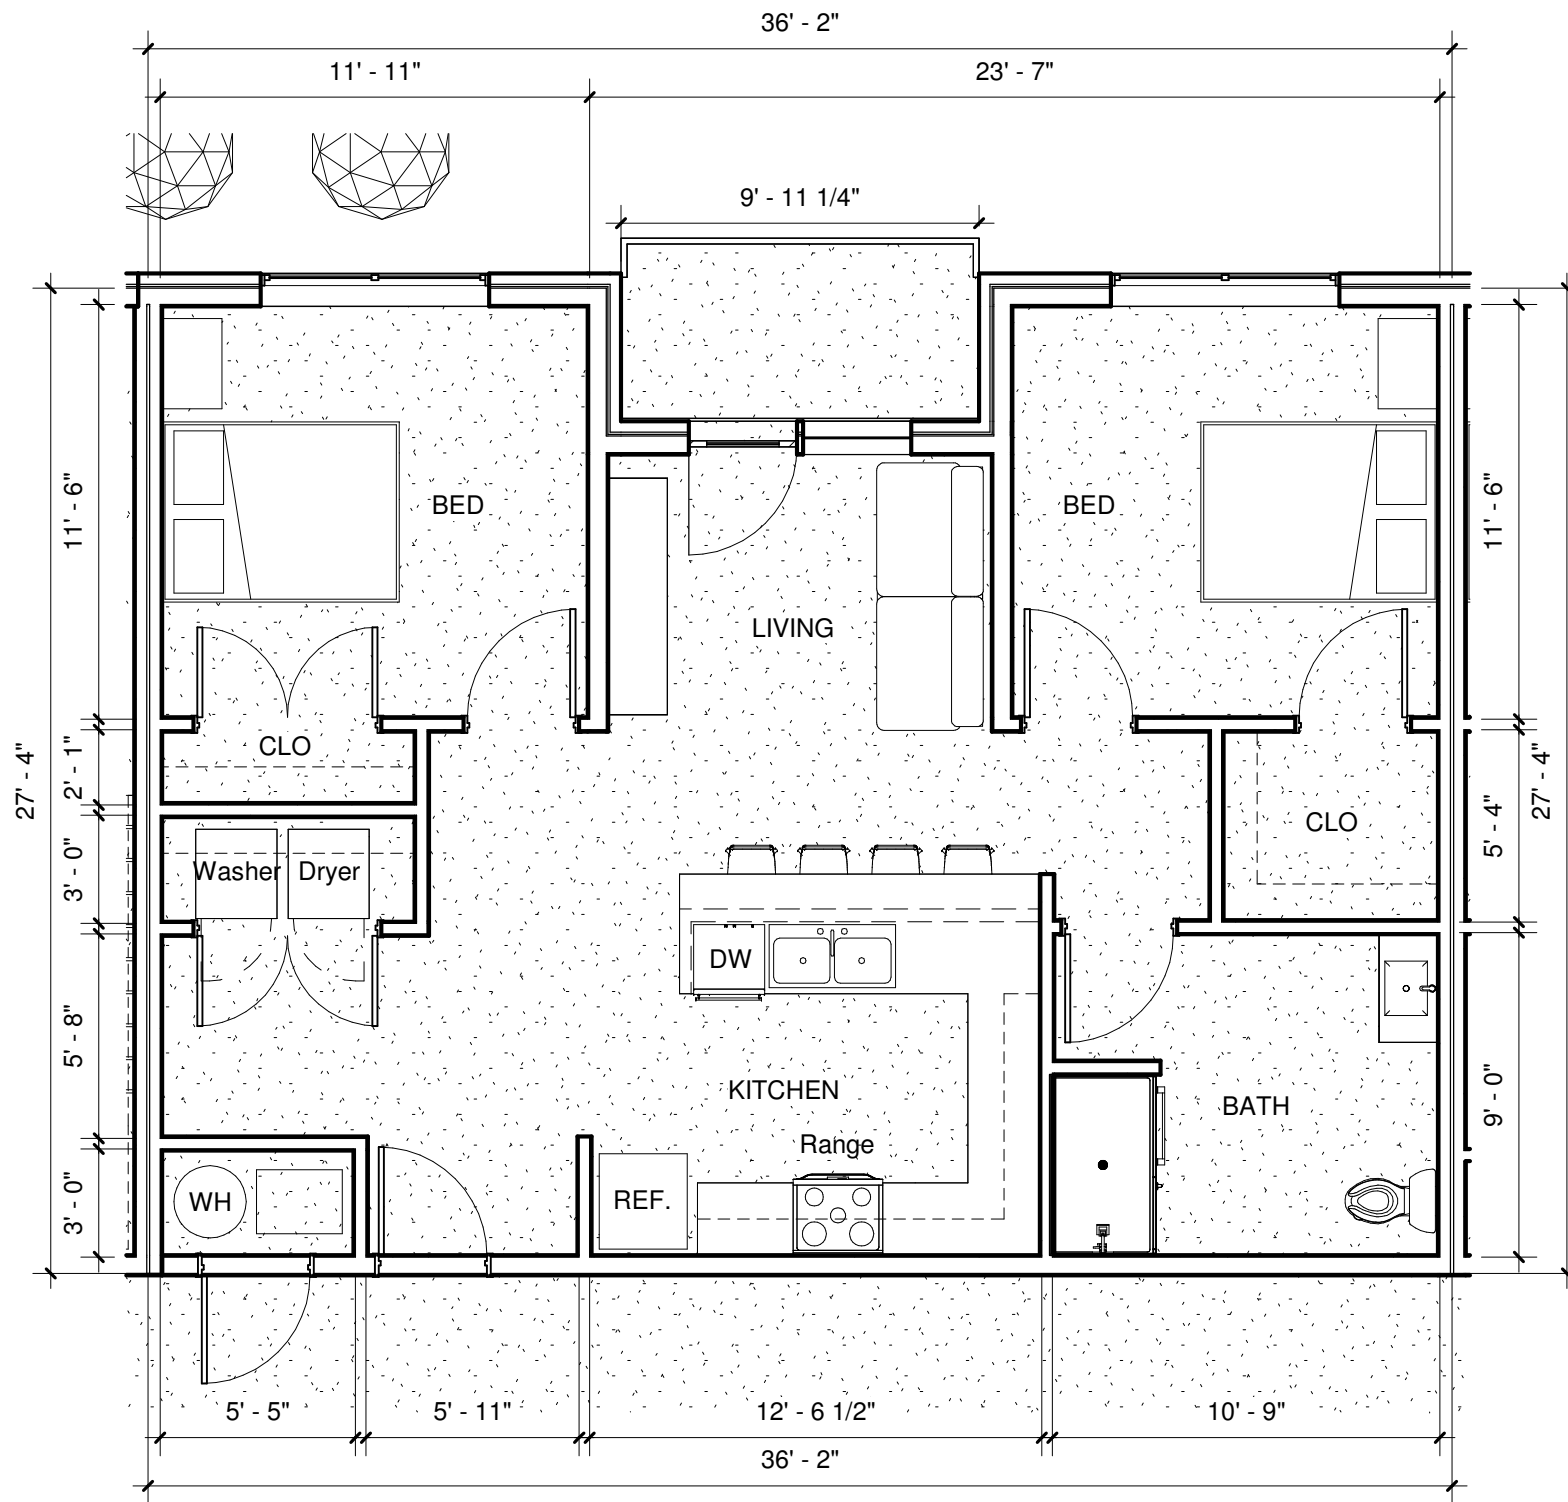 36' - 2"
11' - 11"
23' - 7"
9' - 11 1/4"
BED
BED
11' - 6"
11' - 6"
LIVING
CLO
2' - 1"
27' - 4"
27' - 4"
CLO
5' - 4"
3' - 0"
Washer
Dryer
DW
5' - 8"
KITCHEN
BATH
9' - 0"
Range
3' - 0"
WH
REF.
5' - 5"
5' - 11"
12' - 6 1/2"
10' - 9"
36' - 2"